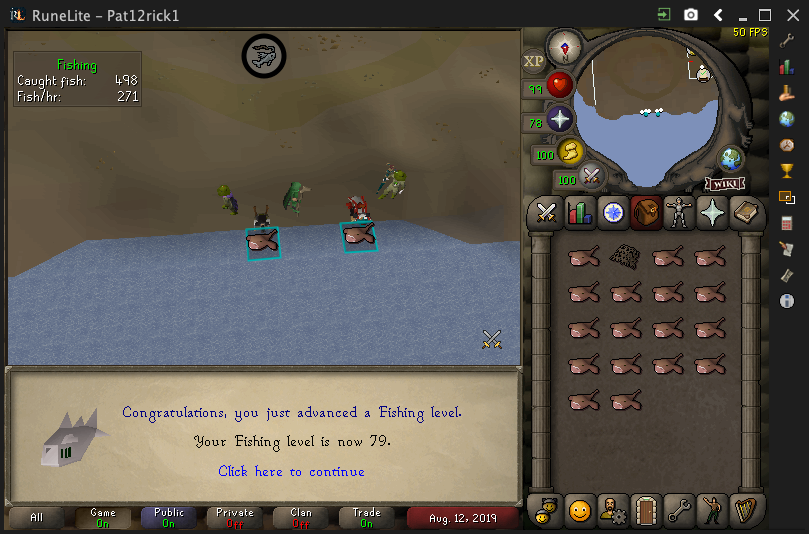 RuneLite - Pat12rick1
50 FPS
Fishing
Caught fish: 498
Fish/hr: 271
XP
N
99
78
100
100
WIKI
Congratulations, you just advanced a Fishing level.
Your Fishing level is now 79.
Click here to continue
All
Game
On
Public
On
Private
Off
Clan
Off
Trade
On
Aug. 12, 2019